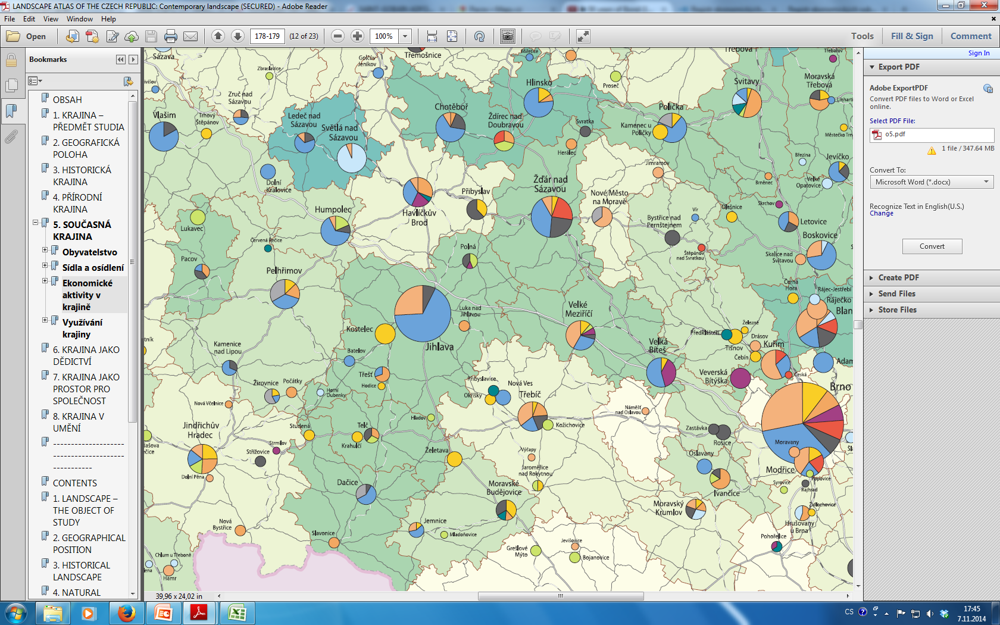 LANDSCAPE ATLAS OF THE CZECH REPUBLIC: Contemporary landscape (SECURED) - Adobe Reader
File Edit View Window Help
Open
178-179
(12 of 23)
100%
Tools
Fill & Sign
Comment
Sign In
Bookmarks
OBSAH
1. KRAJINA –
PŘEDMĚT STUDIA
2. GEOGRAFICKÁ
POLOHA
3. HISTORICKÁ
KRAJINA
4. PŘÍRODNÍ
KRAJINA
5. SOUČASNÁ
KRAJINA
Obyvatelstvo
Sídla a osídlení
Ekonomické
aktivity v
krajině
Využívání
krajiny
6. KRAJINA JAKO
DĚDICTVÍ
7. KRAJINA JAKO
PROSTOR PRO
SPOLEČNOST
8. KRAJINA V
UMĚNÍ
---------------------
---------------------
-----------
CONTENTS
1. LANDSCAPE –
THE OBJECT OF
STUDY
2. GEOGRAPHICAL
POSITION
3. HISTORICAL
LANDSCAPE
4. NATURAL
Sázava
Zbraslavice
Golčův
Jeníkov
Třemošnice
Miřetice
Proseč
Třebová
Svitavy
Moravská
Třebová
Třebařov
Linhartice
Vlašim
Trhový
Štěpánov
Zruč nad
Sázavou
Ledeč nad
Sázavou
Světlá nad
Sázavou
Chotěboř
Ždírec nad
Doubravou
Hlinsko
Svratka
Herálec
Kamenec u
Poličky
Polička
Městečko Trn
Březina
Jevíčko
Velké
Opatovice
Brněnec
Skrchov
Jimramov
Dolní
Kralovice
Humpolec
Havlíčkův
Brod
Přibyslav
Žďár nad
Sázavou
Nové Město
na Moravě
Bystřice nad
Pernštejnem
Vír
Olešnice
Letovice
Boskovice
Skalice nad
Svitavou
Štěpánov
nad Svratkou
Lukavec
Červená Řečice
Pacov
Pelhřimov
Polná
Černá
Hora
Rájec-Jestřebí
Ráječko
Blan
Luka nad
Jihlavou
Jihlava
Kostelec
Velké
Meziříčí
Velká
Bíteš
Předklášteří
Železné
Tišnov
Drásov
Čebín
Kuřim
Adam
Česká
Veverská
Bítýška
Brno
Kamenice
nad Lipou
Batelov
Třešť
Hodice
Žirovnice
Počátky
Horní
Dubenky
Přibyslavice
Nová Ves
Okříšky
Třebíč
Kožichovice
Náměšť
nad Oslavou
Zastávka
Rosice
Moravany
Modřice
Popovice
Syrovice
Rajhrad
Židlochovice
Hrušovany
u Brna
Pohořelice
Nová Včelnice
Jindřichův
Hradec
Studená
Strmilov
Střížovice
Dolní Pěna
Telč
Krahulčí
Hladov
Želetava
Výčapy
Jaroměřice
nad Rokytnou
Oslavany
Ivančice
Moravský
Krumlov
Dačice
Moravské
Budějovice
Nová
Bystřice
Slavonice
Jemnice
Mladoňovice
Grešlové
Mýto
Jevišovice
Bojanovice
Chlum u Třeboně
Hamr
39,96 x 24,02 in
Export PDF
Adobe ExportPDF
Convert PDF files to Word or Excel
online.
Select PDF File:
o5.pdf
1 file / 347.64 MB
Convert To:
Microsoft Word (*.docx)
Recognize Text in English(U.S.)
Change
Convert
Create PDF
Send Files
Store Files
CS
17:45
7.11.2014